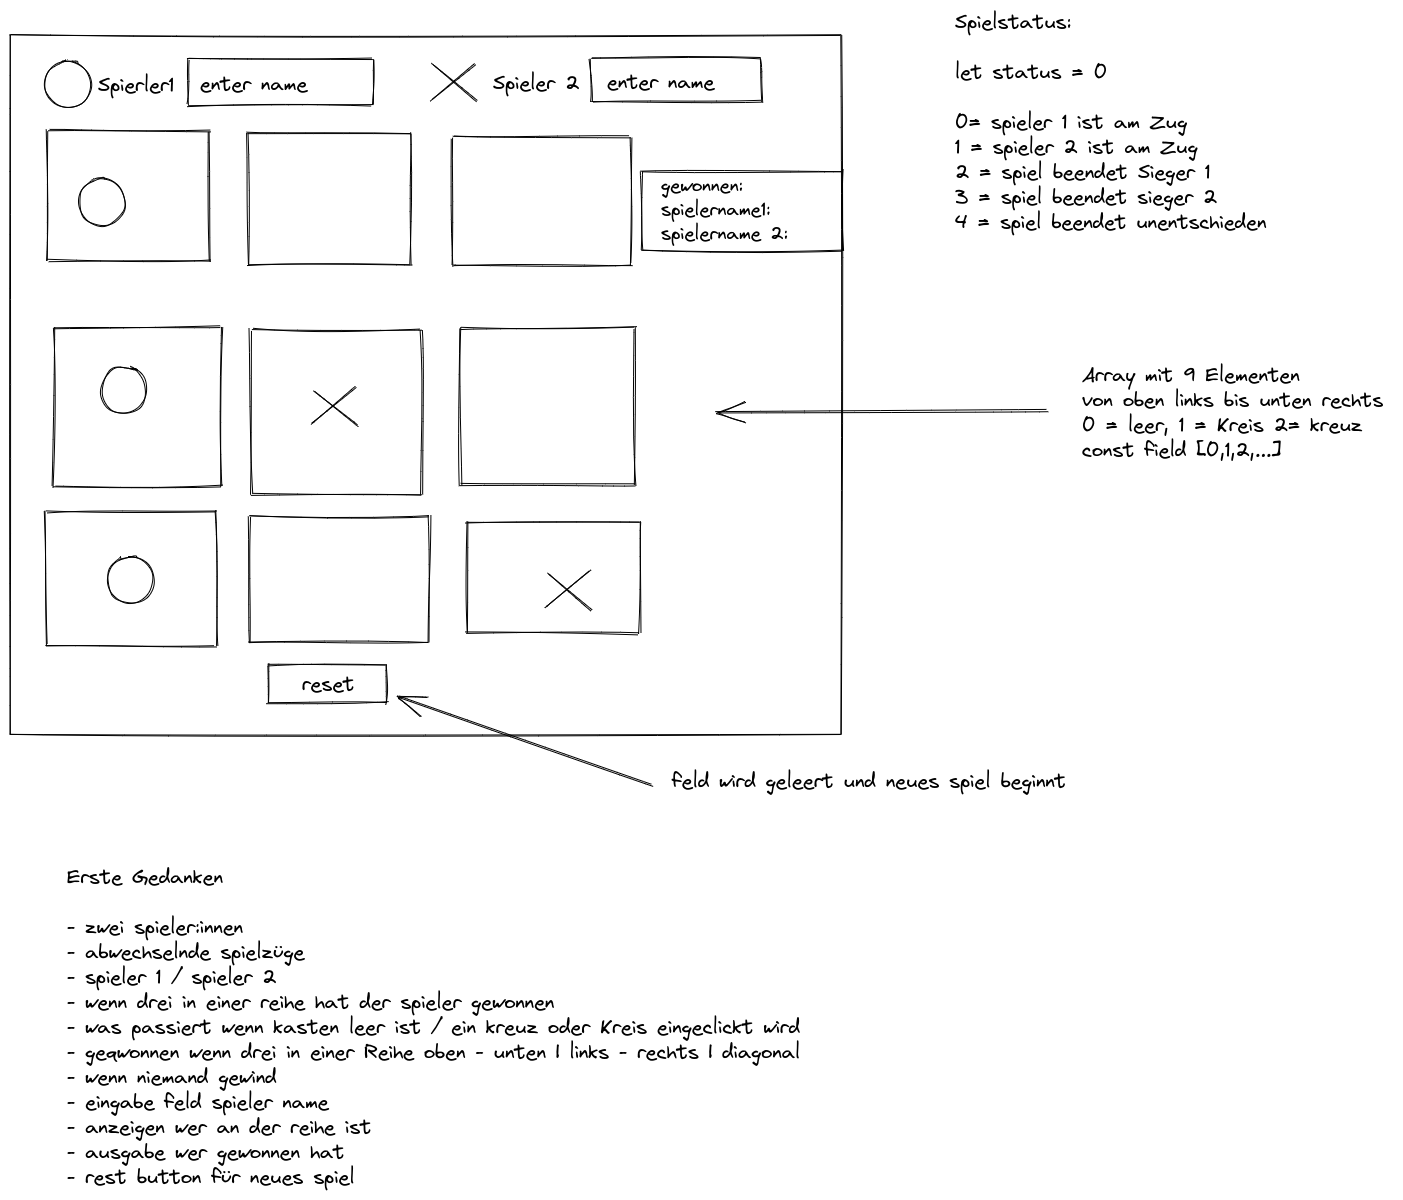 Spielstatus:
let status = 0
0= spieler 1 ist am Zug
1 = spieler 2 ist am Zug
2 = spiel beendet Sieger 1
3 = spiel beendet sieger 2
4 = spiel beendet unentschieden
Spierler1
enter name
Spieler 2
enter name
gewonnen:
spielername1:
spielername 2:
Array mit 9 Elementen
von oben links bis unten rechts
0 = leer, 1 = Kreis 2= kreuz
const field [0,1,2,...]
reset
feld wird geleert und neues spiel beginnt
Erste Gedanken
- zwei spieler:innen
- abwechselnde spielzüge
- spieler 1 / spieler 2
- wenn drei in einer reihe hat der spieler gewonnen
- was passiert wenn kasten leer ist / ein kreuz oder Kreis eingeclickt wird
- geqwonnen wenn drei in einer Reihe oben - unten | links - rechts | diagonal
- wenn niemand gewind
- eingabe feld spieler name
- anzeigen wer an der reihe ist
- ausgabe wer gewonnen hat
- rest button für neues spiel